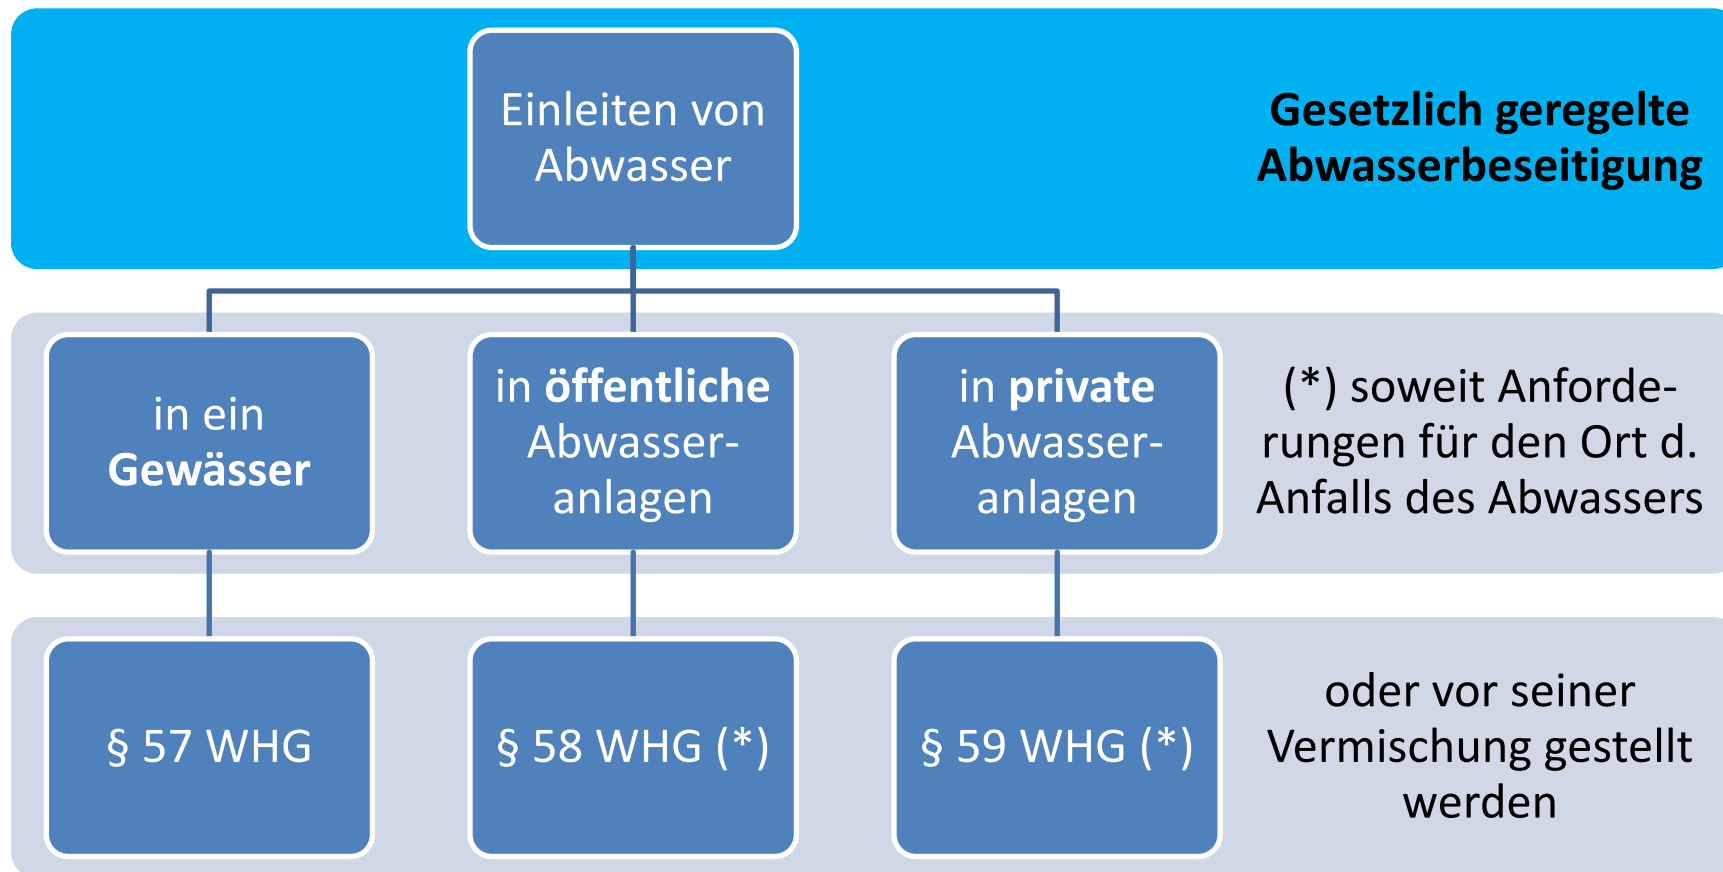 Einleiten von
Abwasser
Gesetzlich geregelte
Abwasserbeseitigung
in ein
Gewässer
in öffentliche
Abwasser-
anlagen
in private
Abwasser-
anlagen
(*) soweit Anforde-
rungen für den Ort d.
Anfalls des Abwassers
§ 57 WHG
§ 58 WHG (*)
§ 59 WHG (*)
oder vor seiner
Vermischung gestellt
werden